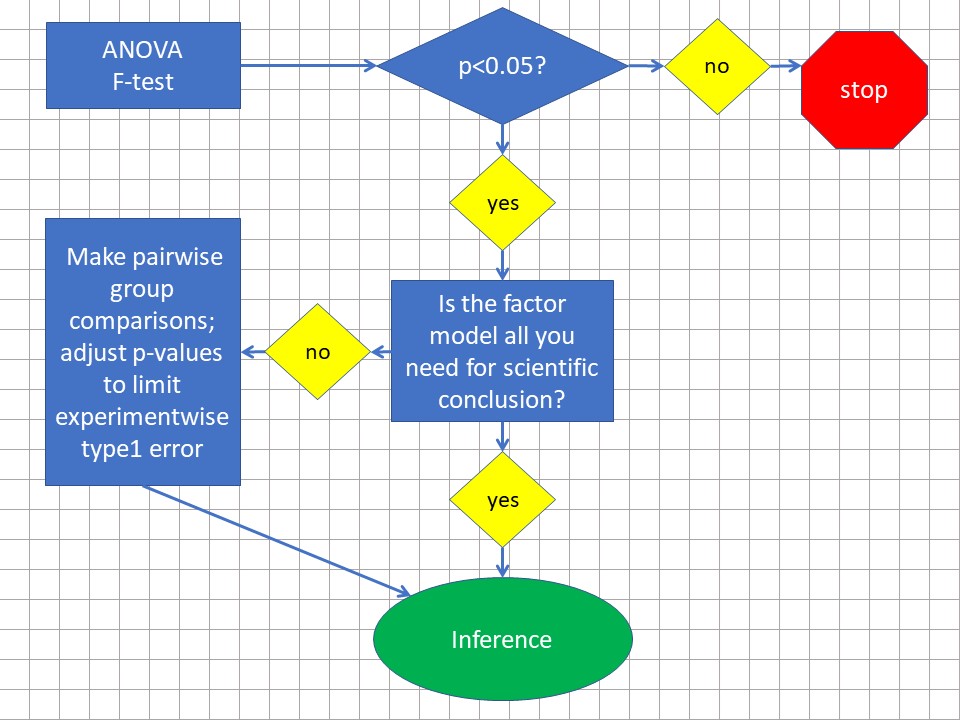 ANOVA
F-test
p<0.05?
no
stop
yes
Is the factor
model all you
need for scientific
conclusion?
no
Make pairwise
group
comparisons;
adjust p-values
to limit
experimentwise
type1 error
yes
Inference